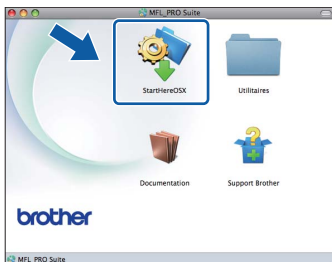 MFL_PRO Suite
StartHereOSX
Utilitaires
Documentation
Support Brother
brother
MFL_PRO Suite